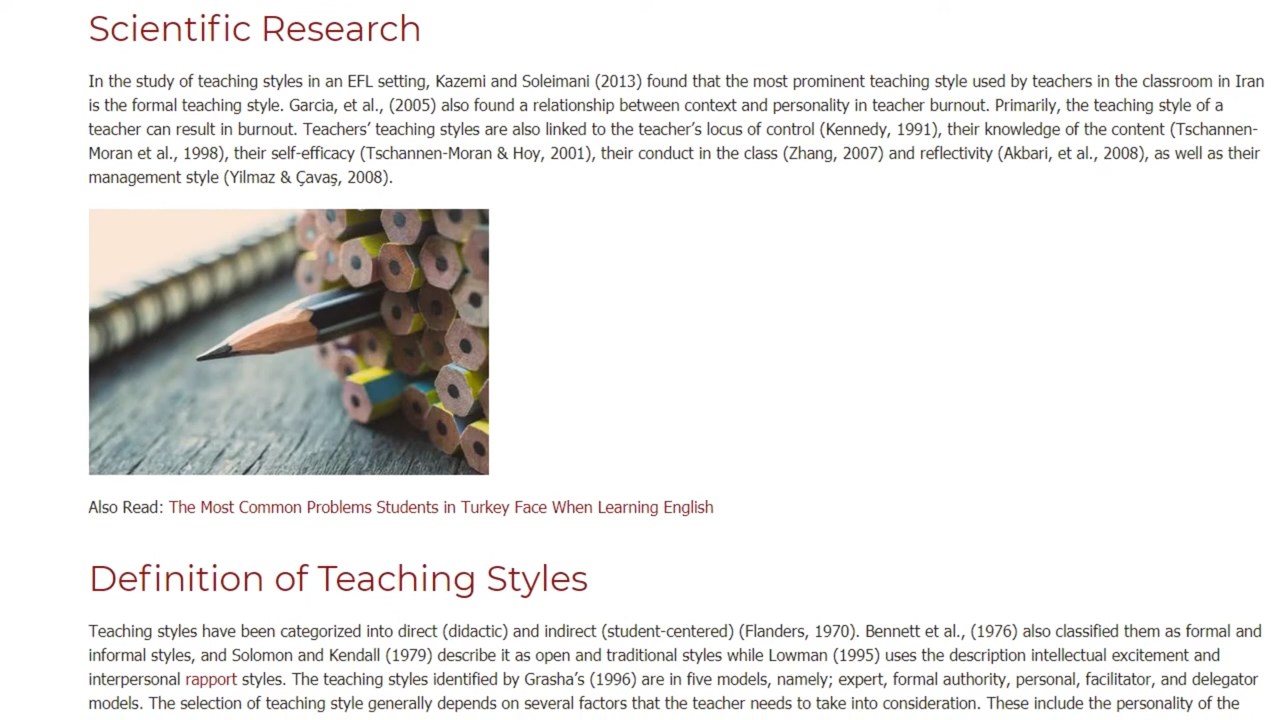 Scientific Research
In the study of teaching styles in an EFL setting, Kazemi and Soleimani (2013) found that the most prominent teaching style used by teachers in the classroom in Iran
is the formal teaching style. Garcia, et al., (2005) also found a relationship between context and personality in teacher burnout. Primarily, the teaching style of a
teacher can result in burnout. Teachers’ teaching styles are also linked to the teacher’s locus of control (Kennedy, 1991), their knowledge of the content (Tschannen-
Moran et al., 1998), their self-efficacy (Tschannen-Moran & Hoy, 2001), their conduct in the class (Zhang, 2007) and reflectivity (Akbari, et al., 2008), as well as their
management style (Yilmaz & Çavaş, 2008).
Also Read: The Most Common Problems Students in Turkey Face When Learning English
Definition of Teaching Styles
Teaching styles have been categorized into direct (didactic) and indirect (student-centered) (Flanders, 1970). Bennett et al., (1976) also classified them as formal and
informal styles, and Solomon and Kendall (1979) describe it as open and traditional styles while Lowman (1995) uses the description intellectual excitement and
interpersonal rapport styles. The teaching styles identified by Grasha’s (1996) are in five models, namely; expert, formal authority, personal, facilitator, and delegator
models. The selection of teaching style generally depends on several factors that the teacher needs to take into consideration. These include the personality of the